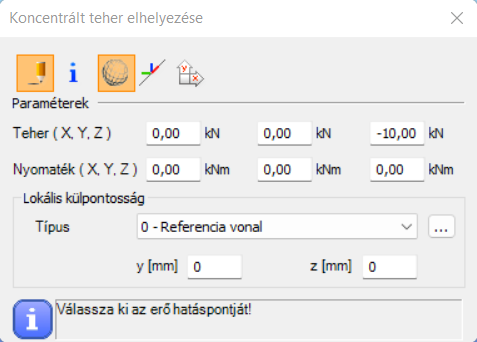 Koncentrált teher elhelyezése
Paraméterek
Teher ( X, Y, Z ) 0,00 kN 0,00 kN -10,00 kN
Nyomaték ( X, Y, Z ) 0,00 kNm 0,00 kNm 0,00 kNm
Lokális külpontosság
Típus 0 - Referencia vonal ...
y [mm] 0 z [mm] 0
Válassza ki az erő hatáspontját!